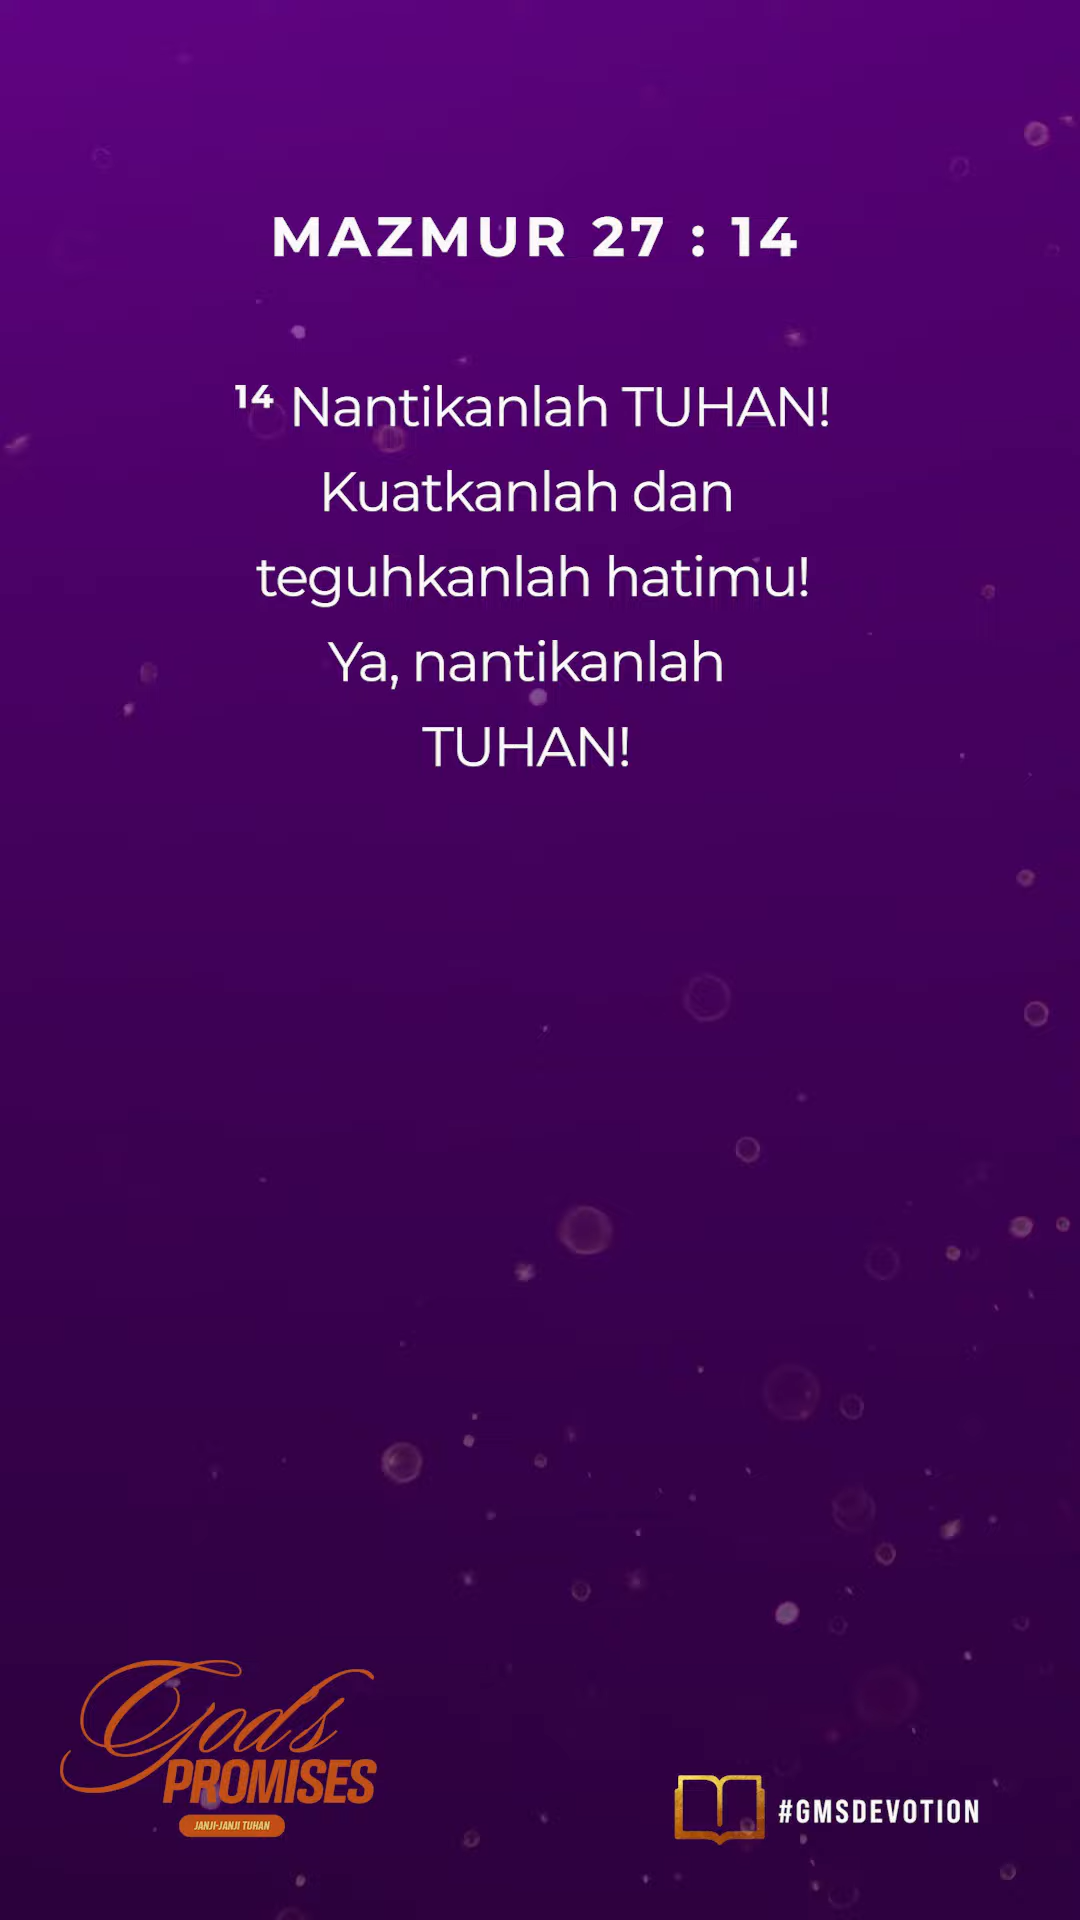 MAZMUR 27 : 14
¹⁴ Nantikanlah TUHAN!
Kuatkanlah dan
teguhkanlah hatimu!
Ya, nantikanlah
TUHAN!
God's
PROMISES
JANJI-JANJI TUHAN
#GMSDEVOTION